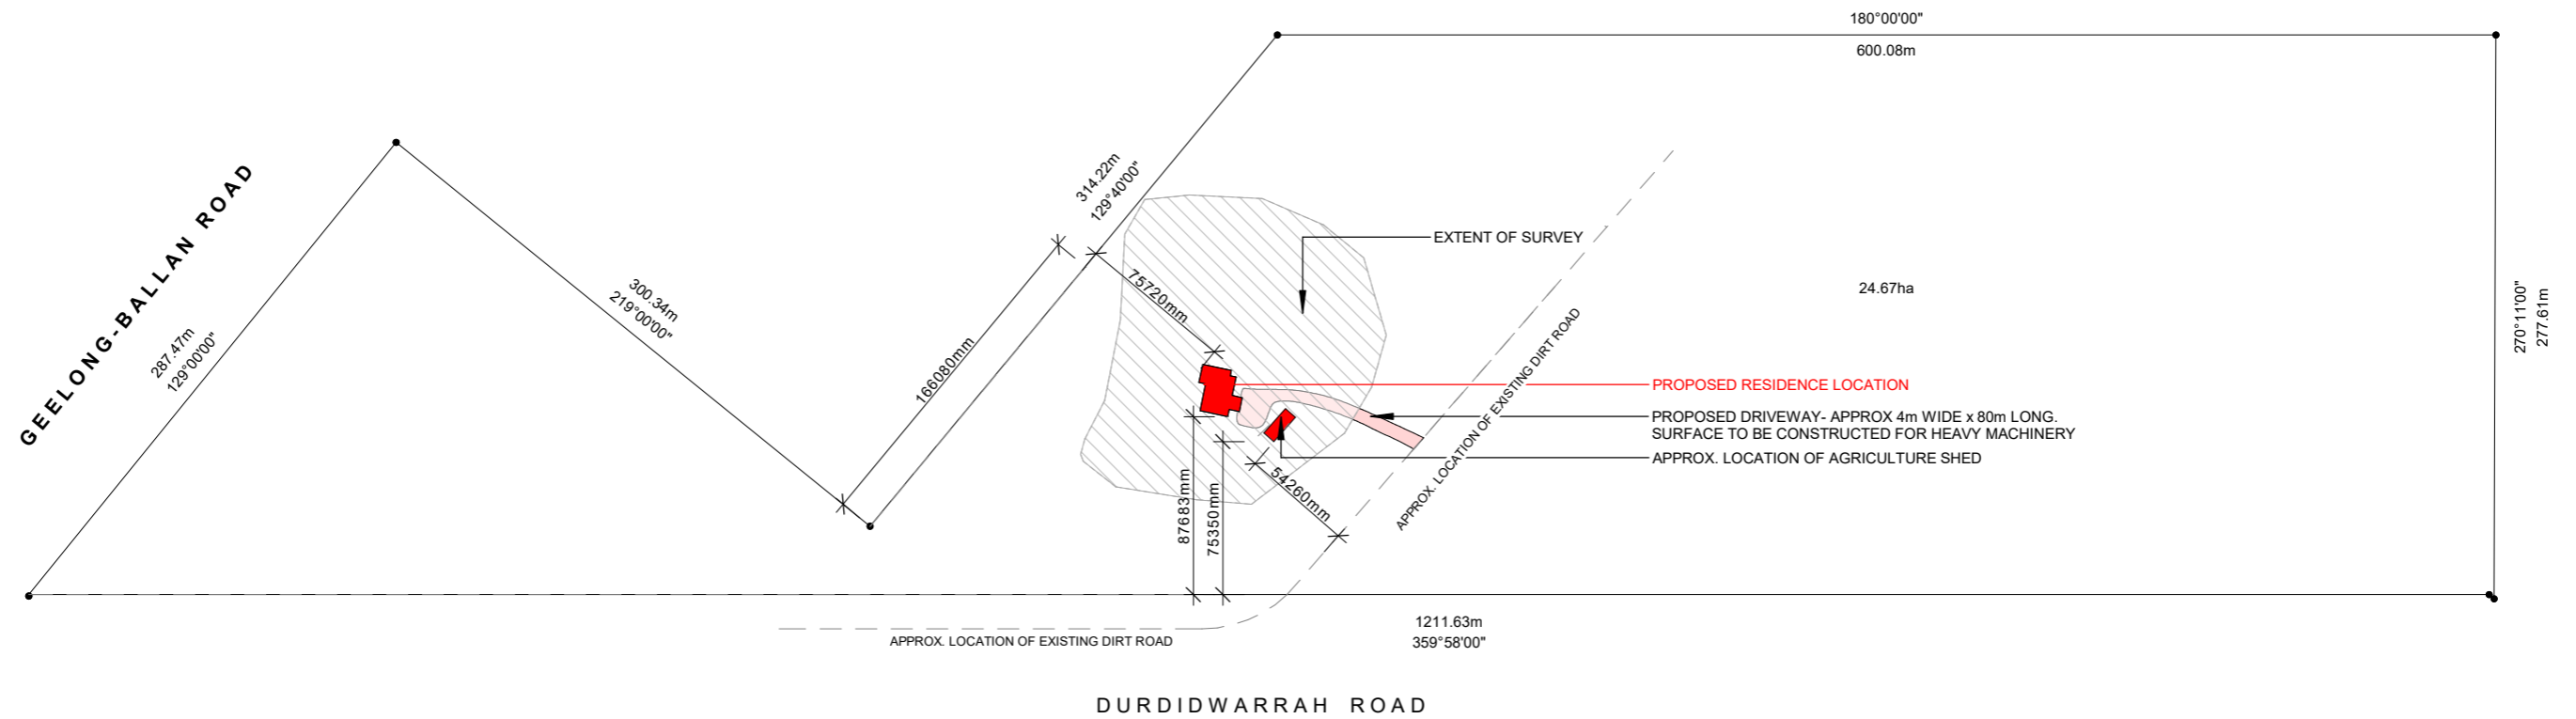 180°00'00"
600.08m
GEELONG-BALLAN ROAD
287.47m
129°00'00"
300.34m
219°00'00"
314.22m
129°40'00"
166080mm
75720mm
EXTENT OF SURVEY
24.67ha
270°11'00"
277.61m
APPROX. LOCATION OF EXISTING DIRT ROAD
PROPOSED RESIDENCE LOCATION
PROPOSED DRIVEWAY- APPROX 4m WIDE x 80m LONG.
SURFACE TO BE CONSTRUCTED FOR HEAVY MACHINERY
APPROX. LOCATION OF AGRICULTURE SHED
87683mm
75350mm
54260mm
1211.63m
359°58'00"
APPROX. LOCATION OF EXISTING DIRT ROAD
DURDIDWARRAH ROAD